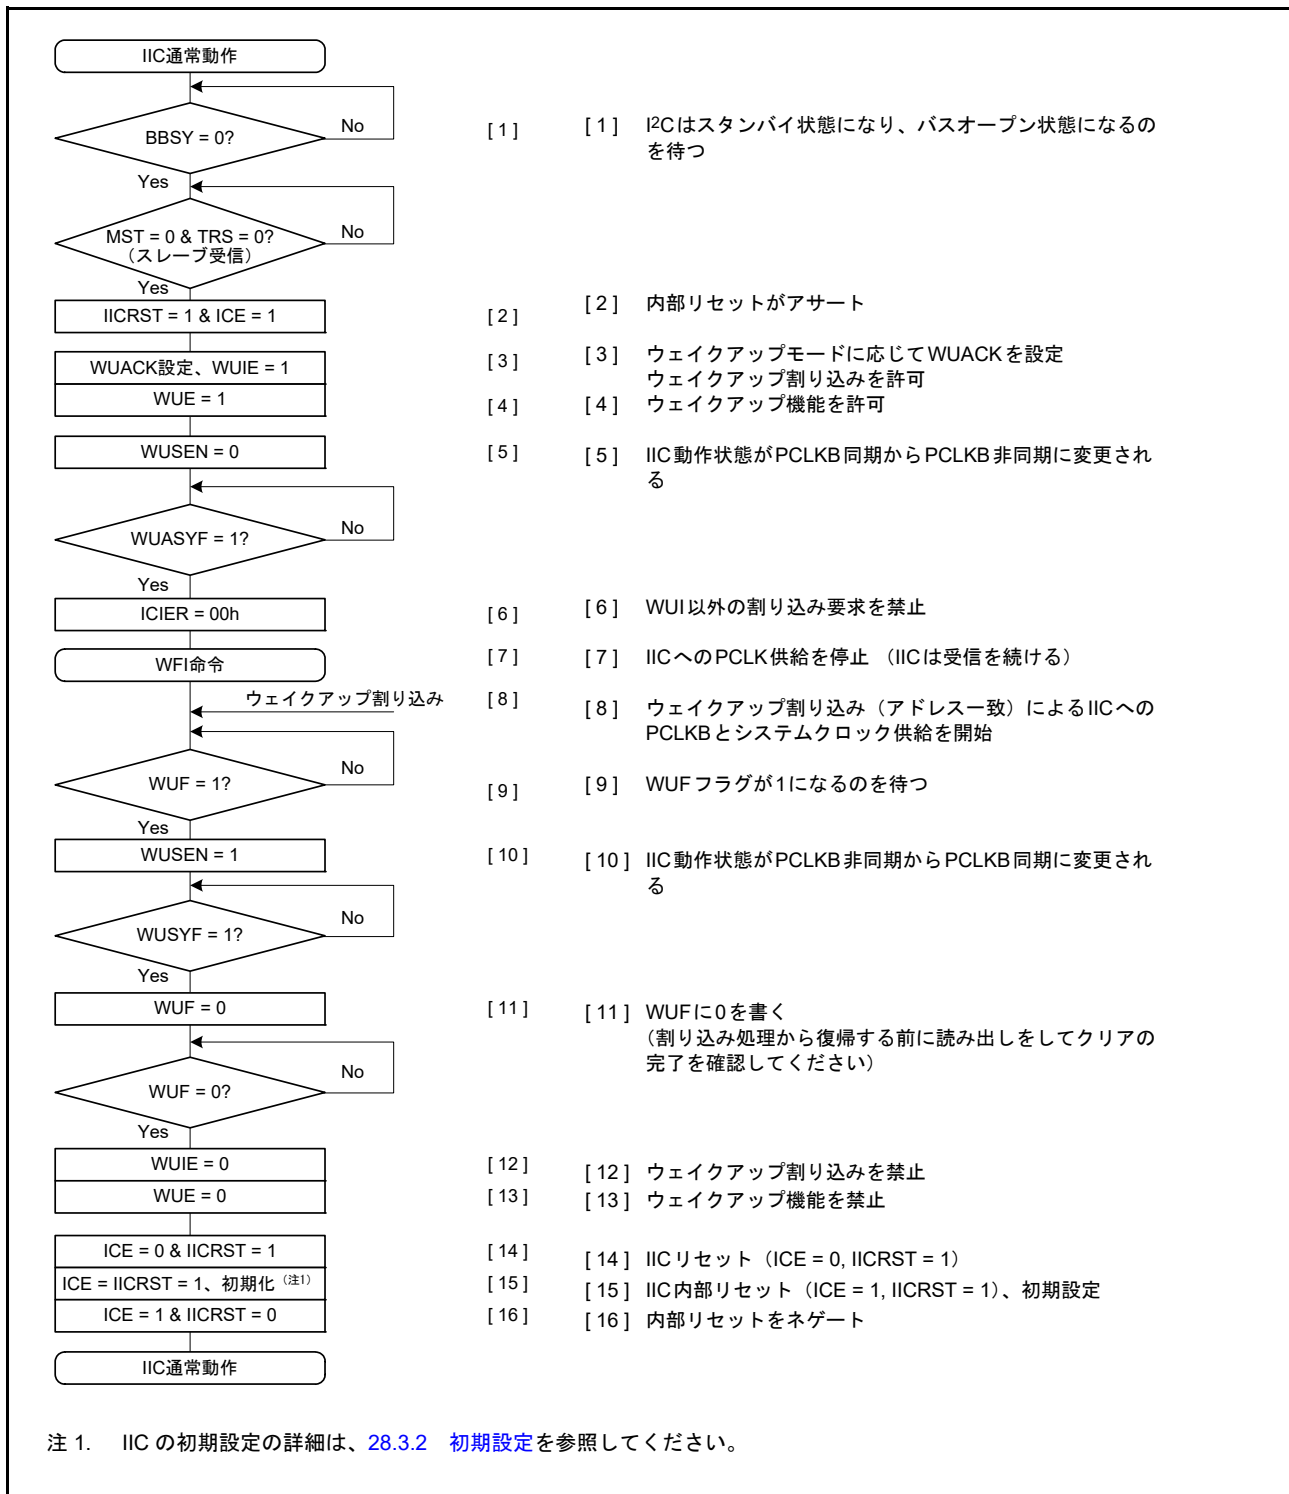 IIC通常動作
BBSY = 0?
No
Yes
[ 1 ]
[ 1 ] I2Cはスタンバイ状態になり、バスオープン状態になるの
を待つ
MST = 0 & TRS = 0?
（スレーブ受信）
No
Yes
IICRST = 1 & ICE = 1
[ 2 ]
[ 2 ] 内部リセットがアサート
WUACK設定、WUIE = 1
[ 3 ]
[ 3 ] ウェイクアップモードに応じてWUACKを設定
ウェイクアップ割り込みを許可
WUE = 1
[ 4 ]
[ 4 ] ウェイクアップ機能を許可
WUSEN = 0
[ 5 ]
[ 5 ] IIC動作状態がPCLKB同期からPCLKB非同期に変更され
る
WUASYF = 1?
No
Yes
ICIER = 00h
[ 6 ]
[ 6 ] WUI以外の割り込み要求を禁止
WFI命令
[ 7 ]
[ 7 ] IICへのPCLK供給を停止 （IICは受信を続ける）
ウェイクアップ割り込み
[ 8 ]
[ 8 ] ウェイクアップ割り込み（アドレス一致）によるIICへの
PCLKBとシステムクロック供給を開始
WUF = 1?
No
Yes
[ 9 ]
[ 9 ] WUFフラグが1になるのを待つ
WUSEN = 1
[ 10 ]
[ 10 ] IIC動作状態がPCLKB非同期からPCLKB同期に変更され
る
WUSYF = 1?
No
Yes
WUF = 0
[ 11 ]
[ 11 ] WUFに0を書く
（割り込み処理から復帰する前に読み出しをしてクリアの
完了を確認してください）
WUF = 0?
No
Yes
WUIE = 0
[ 12 ]
[ 12 ] ウェイクアップ割り込みを禁止
WUE = 0
[ 13 ]
[ 13 ] ウェイクアップ機能を禁止
ICE = 0 & IICRST = 1
[ 14 ]
[ 14 ] IICリセット（ICE = 0, IICRST = 1）
ICE = IICRST = 1、初期化（注1）
[ 15 ]
[ 15 ] IIC内部リセット（ICE = 1, IICRST = 1）、初期設定
ICE = 1 & IICRST = 0
[ 16 ]
[ 16 ] 内部リセットをネゲート
IIC通常動作
注 1. IIC の初期設定の詳細は、28.3.2 初期設定を参照してください。